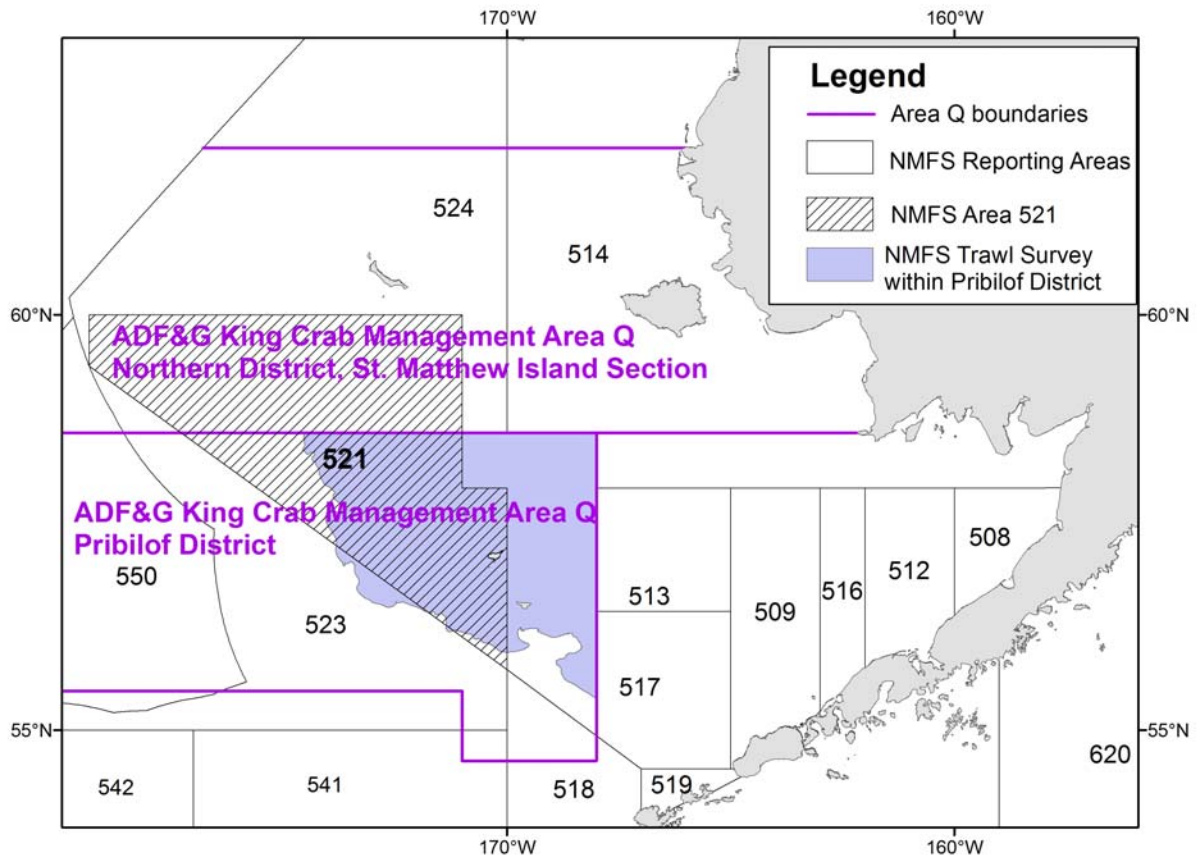 170°W
160°W
Legend
Area Q boundaries
NMFS Reporting Areas
NMFS Area 521
NMFS Trawl Survey
within Pribilof District
524
514
60°N
60°N
ADF&G King Crab Management Area Q
Northern District, St. Matthew Island Section
521
ADF&G King Crab Management Area Q
Pribilof District
550
508
512
516
513
509
523
517
55°N
55°N
620
542
541
518
519
170°W
160°W